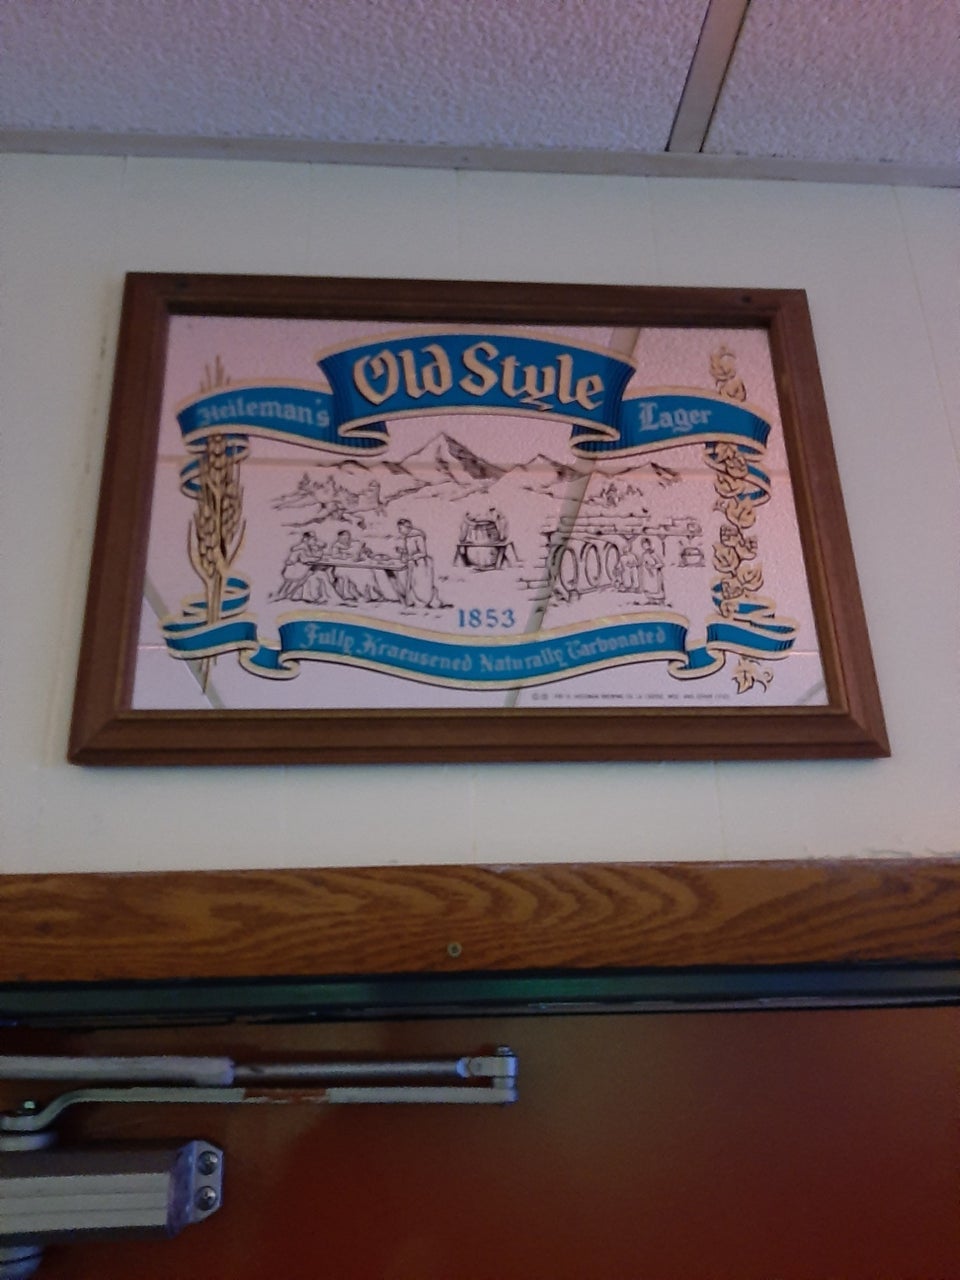 Old Style
Heileman's
Lager
1853
Fully Kraeusened Naturally Carbonated